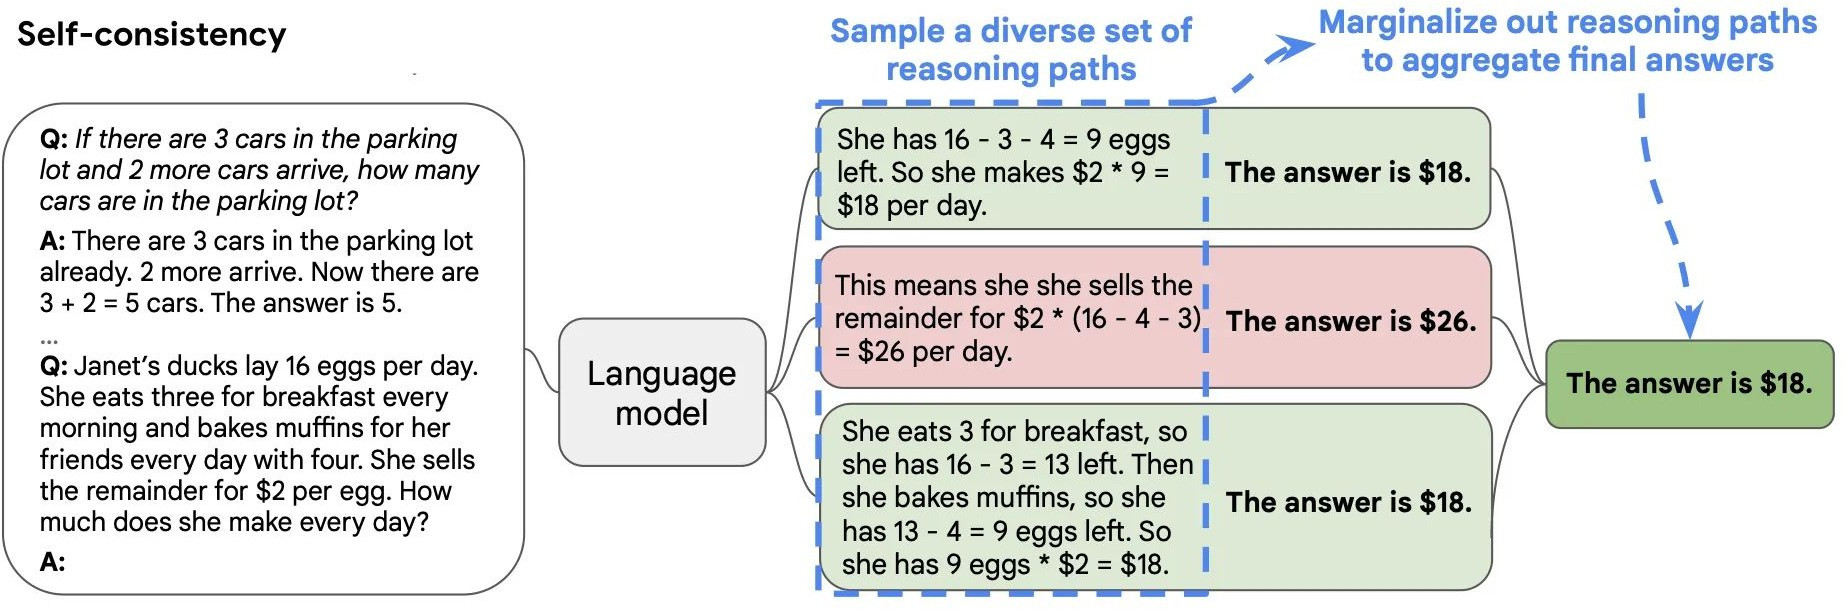 Self-consistency
Sample a diverse set of
reasoning paths
Marginalize out reasoning paths
to aggregate final answers
Q: If there are 3 cars in the parking
lot and 2 more cars arrive, how many
cars are in the parking lot?
A: There are 3 cars in the parking lot
already. 2 more arrive. Now there are
3 + 2 = 5 cars. The answer is 5.
...
Q: Janet’s ducks lay 16 eggs per day.
She eats three for breakfast every
morning and bakes muffins for her
friends every day with four. She sells
the remainder for $2 per egg. How
much does she make every day?
A:
Language
model
She has 16 - 3 - 4 = 9 eggs
left. So she makes $2 * 9 =
$18 per day.
The answer is $18.
This means she she sells the
remainder for $2 * (16 - 4 - 3)
= $26 per day.
The answer is $26.
She eats 3 for breakfast, so
she has 16 - 3 = 13 left. Then
she bakes muffins, so she
has 13 - 4 = 9 eggs left. So
she has 9 eggs * $2 = $18.
The answer is $18.
The answer is $18.